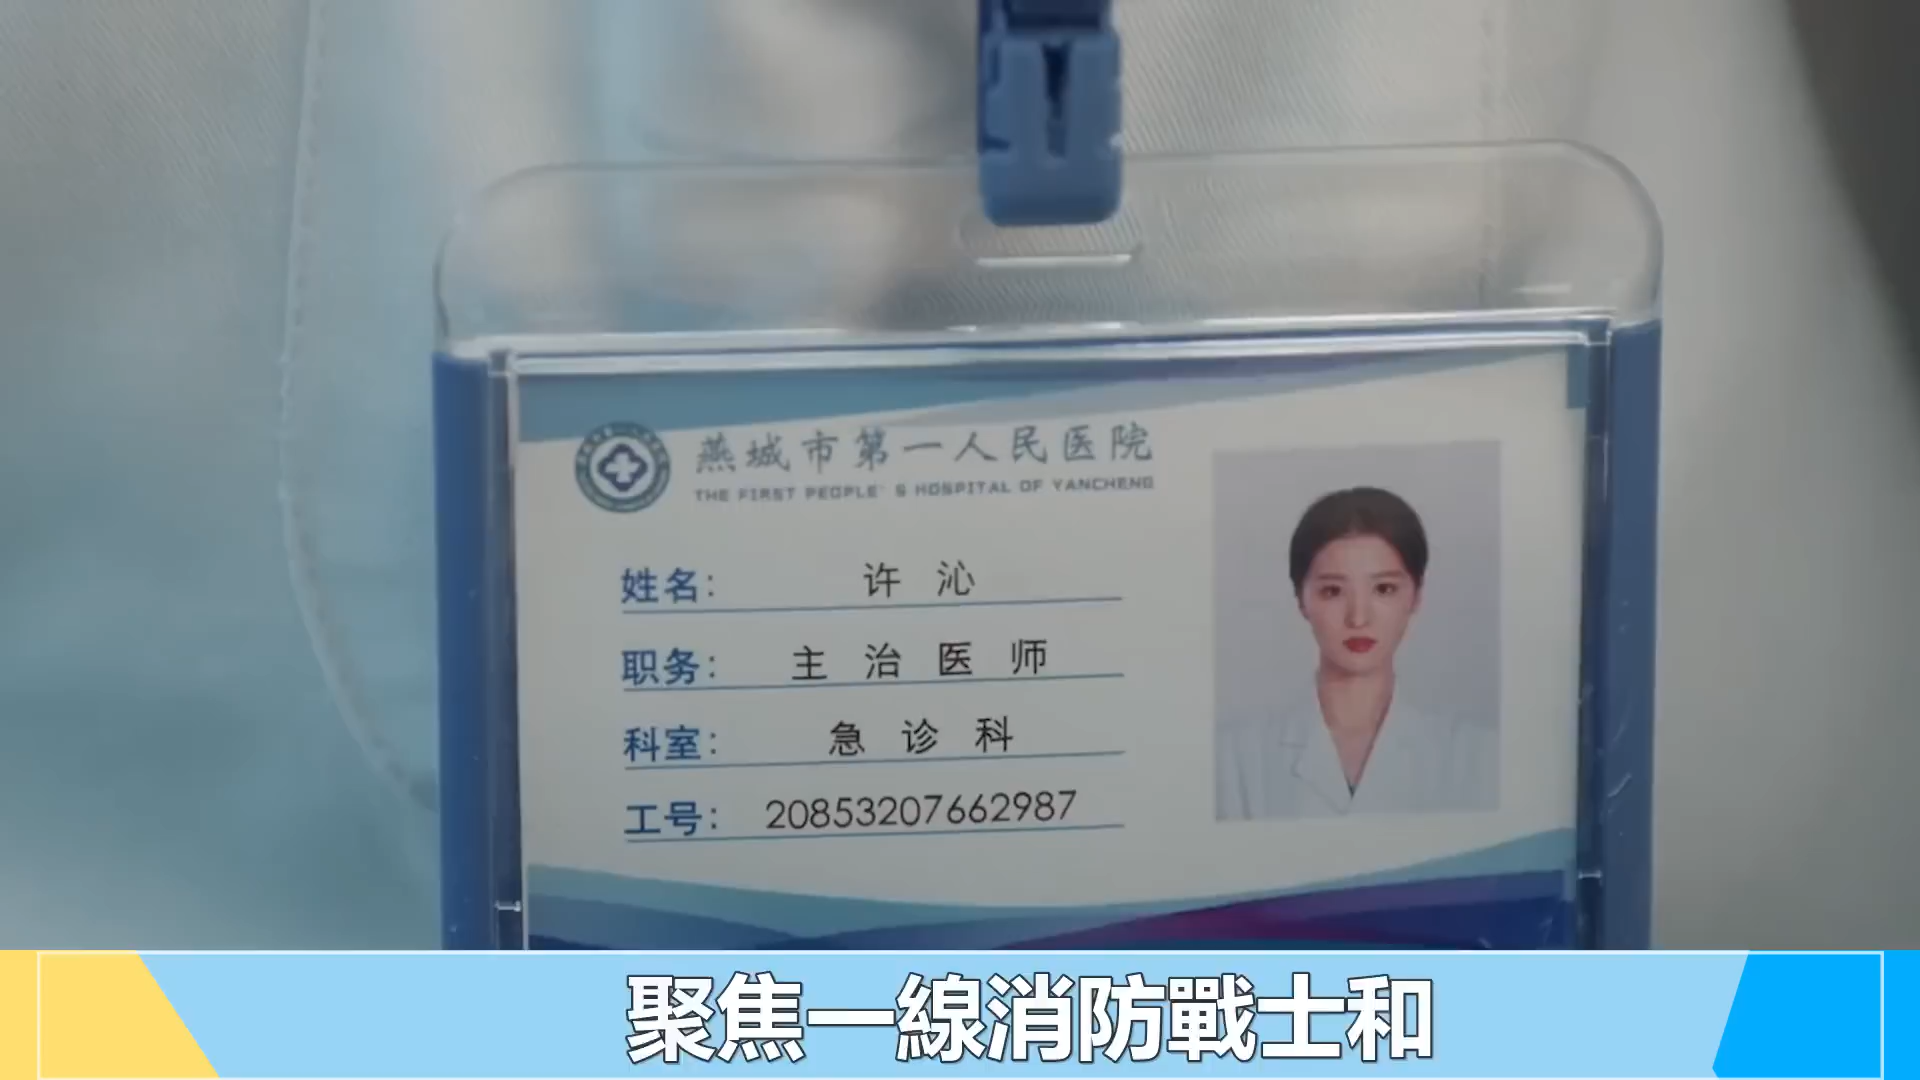 燕城市第一人民医院
THE FIRST PEOPLE' S HOSPITAL OF YANCHENG
姓名: 许沁
职务: 主治医师
科室: 急诊科
工号: 20853207662987
聚焦一線消防戰士和